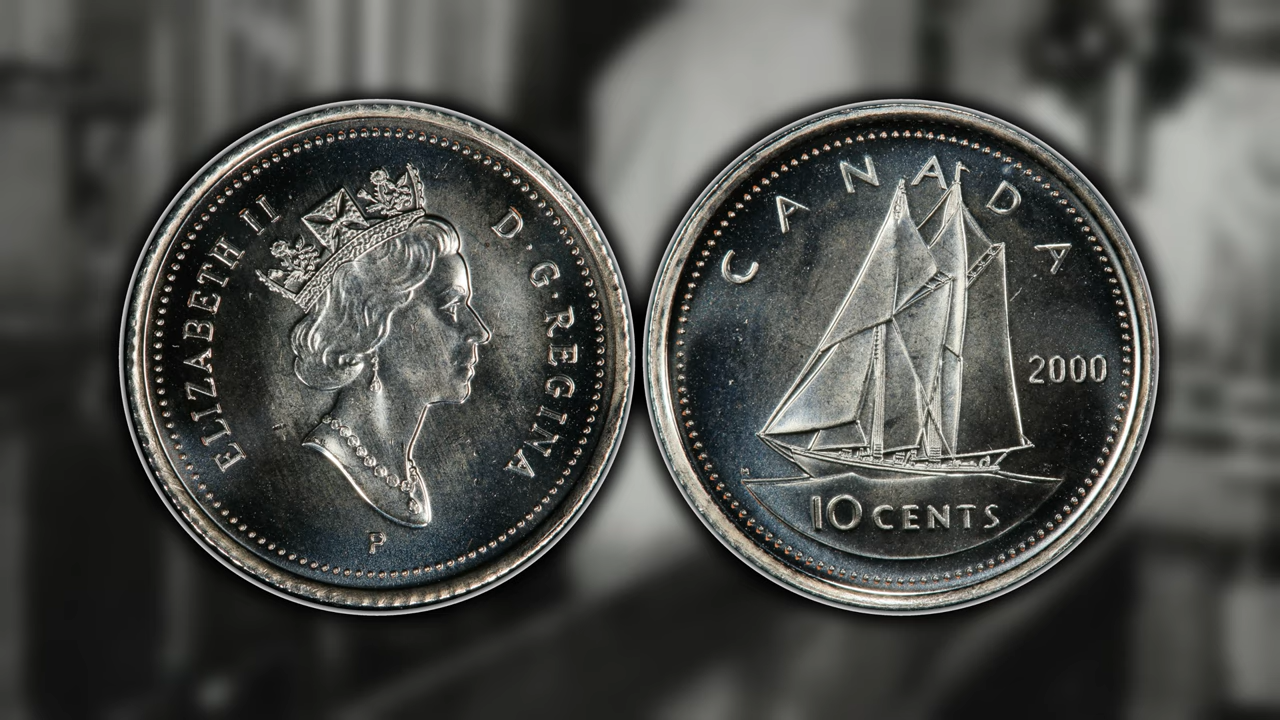 ELIZABETH II
D·G·REGINA
P
CANADA
2000
10 CENTS